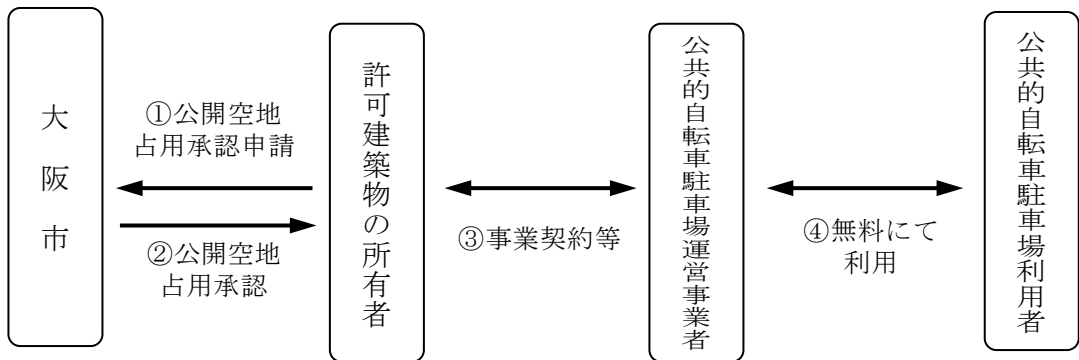 大阪市
①公開空地
占用承認申請
②公開空地
占用承認
許可建築物の所有者
③事業契約等
公共的自転車駐車場運営事業者
④無料にて
利用
公共的自転車駐車場利用者